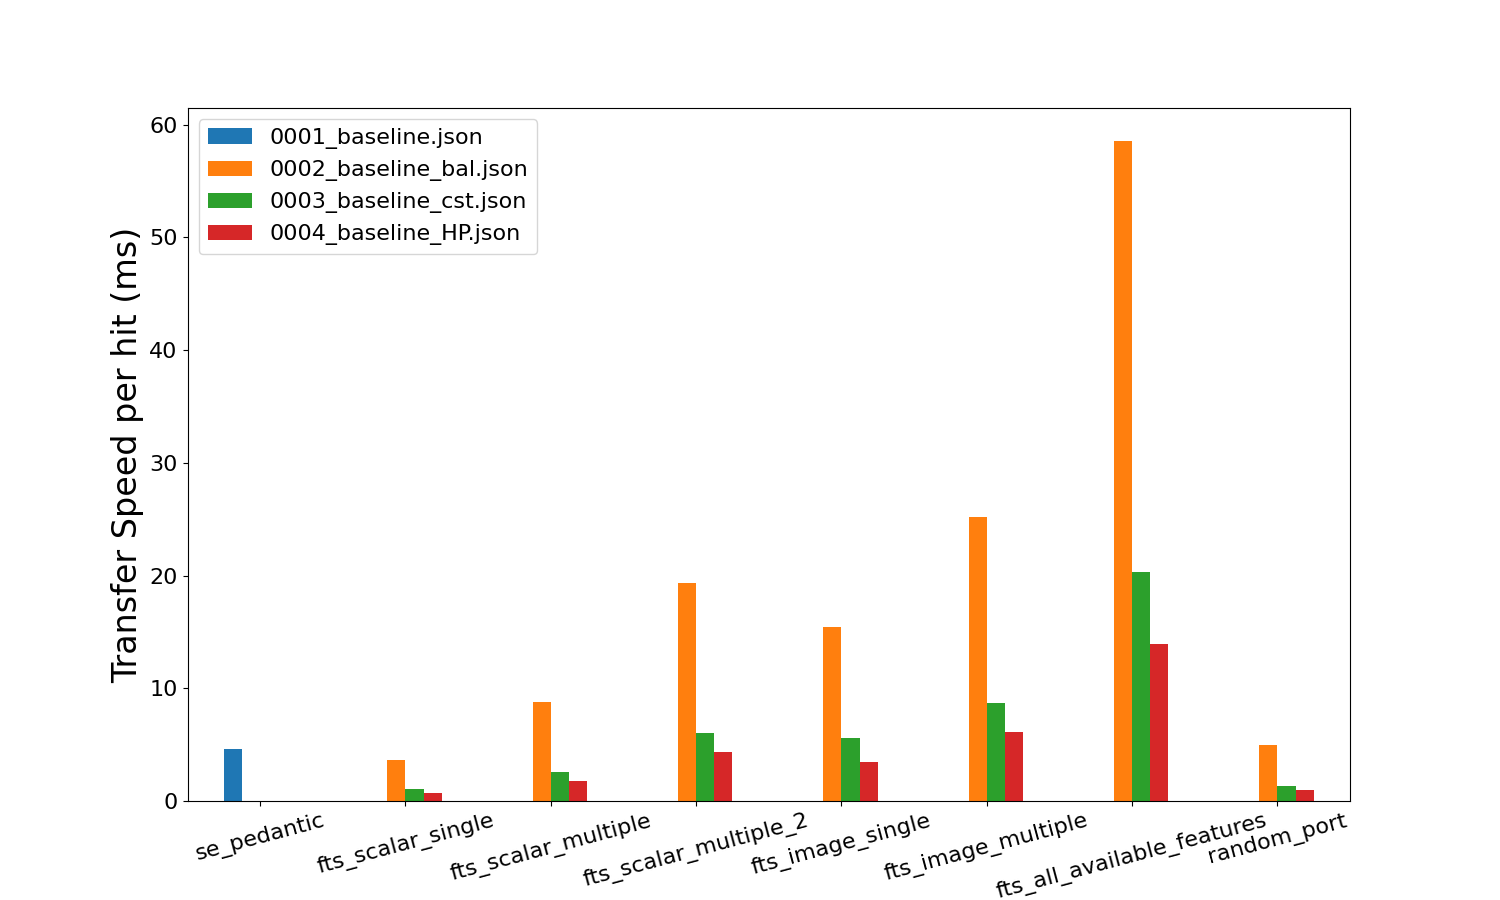 0001_baseline.json
0002_baseline_bal.json
0003_baseline_cst.json
0004_baseline_HP.json
Transfer Speed per hit (ms)
60
50
40
30
20
10
0
se_pedantic
fts_scalar_single
fts_scalar_multiple
fts_scalar_multiple_2
fts_image_single
fts_image_multiple
fts_all_available_features
random_port